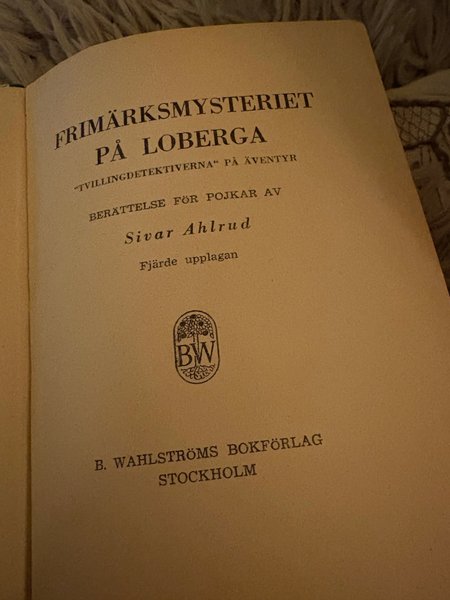 FRIMÄRKSMYSTERIET
PÅ LOBERGA
"TVILLINGDETEKTIVERNA" PÅ ÄVENTYR
BERÄTTELSE FÖR POJKAR AV
Sivar Ahlrud
Fjärde upplagan
BW
B. WAHLSTRÖMS BOKFÖRLAG
STOCKHOLM